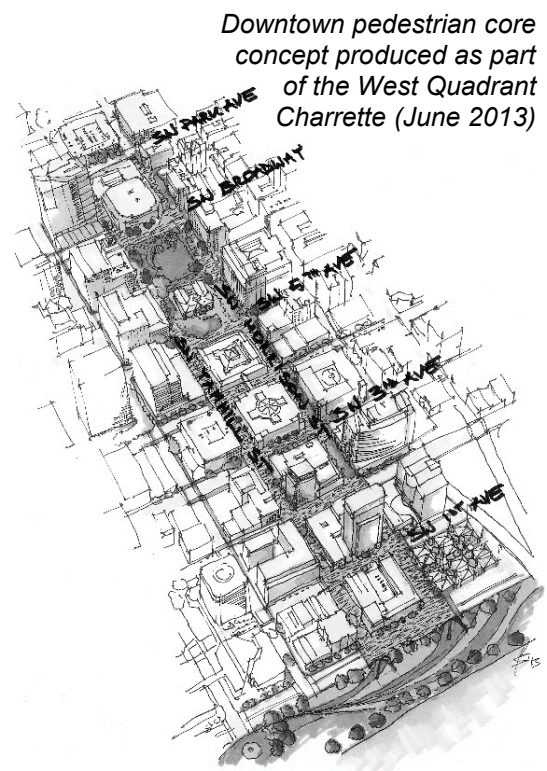 Downtown pedestrian core
concept produced as part
of the West Quadrant
Charrette (June 2013)
SW PARK AVE
SW BROADWAY
SW 5TH AVE
SW 3RD AVE
SW 1ST AVE